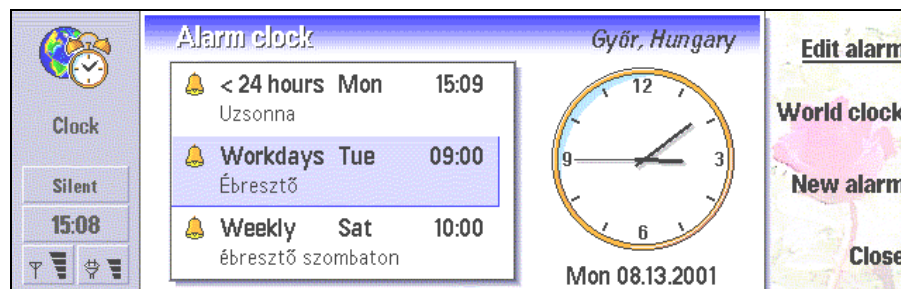 Clock
Silent
15:08
Alarm clock
Győr, Hungary
< 24 hours Mon 15:09
Uzsonna
Workdays Tue 09:00
Ébresztő
Weekly Sat 10:00
ébresztő szombaton
12
9
3
6
Mon 08.13.2001
Edit alarm
World clock
New alarm
Close